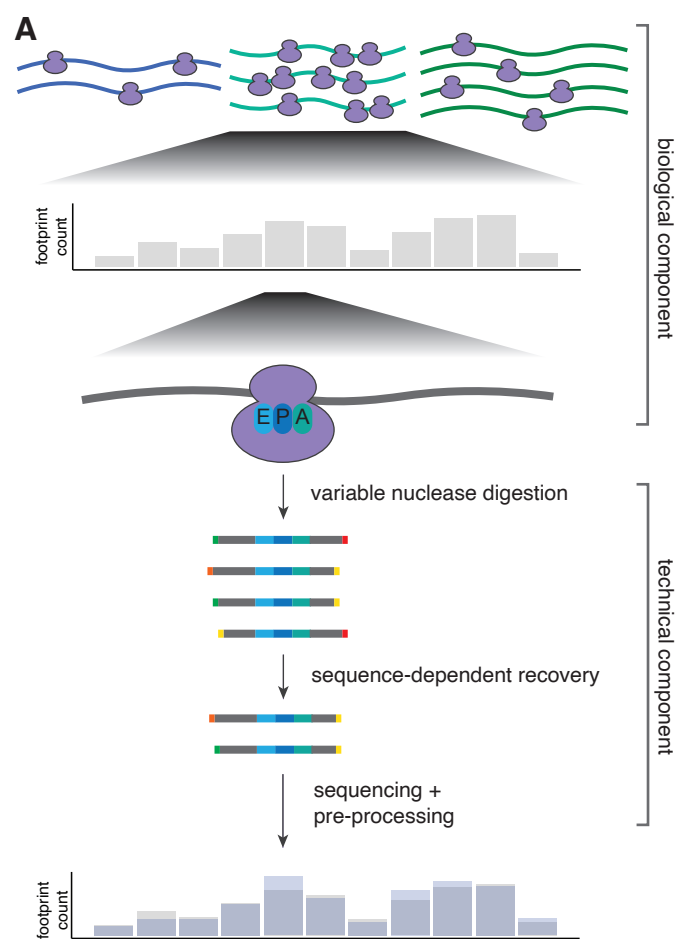 A
biological component
footprint
count
E P A
variable nuclease digestion
technical component
sequence-dependent recovery
sequencing +
pre-processing
footprint
count